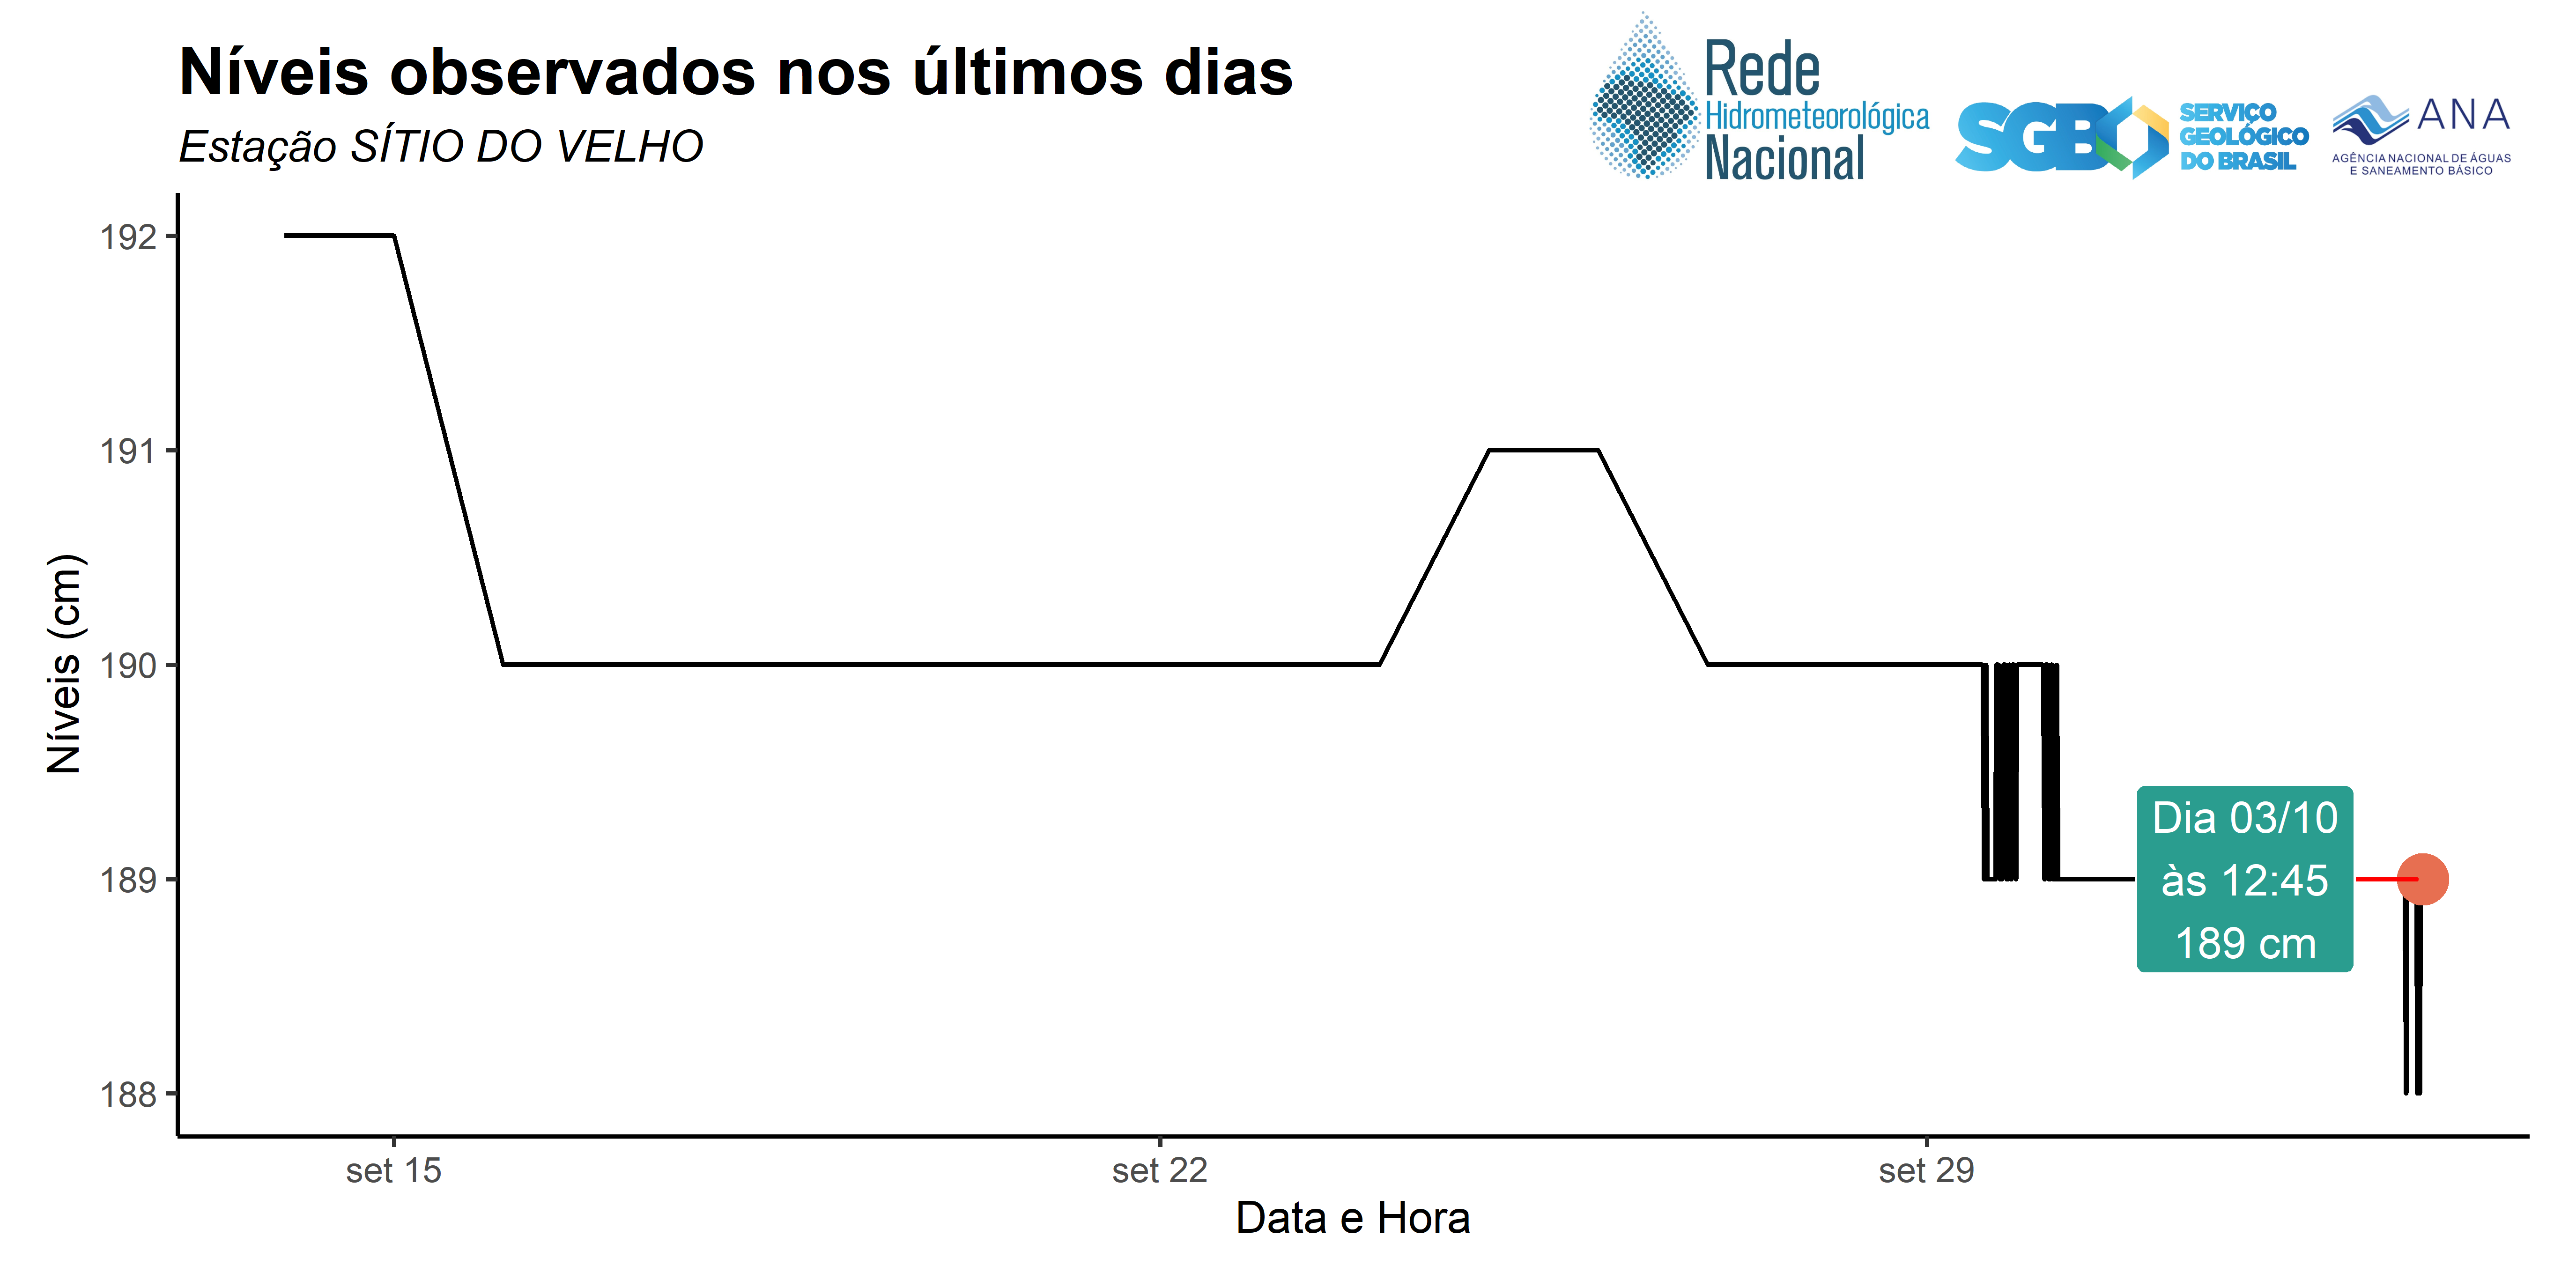 Níveis observados nos últimos dias
Estação SÍTIO DO VELHO
Rede
Hidrometeorológica
Nacional
SGB
SERVIÇO
GEOLÓGICO
DO BRASIL
ANA
AGÊNCIA NACIONAL DE ÁGUAS
E SANEAMENTO BÁSICO
192
191
190
189
188
Níveis (cm)
Dia 03/10
às 12:45
189 cm
set 15
set 22
set 29
Data e Hora